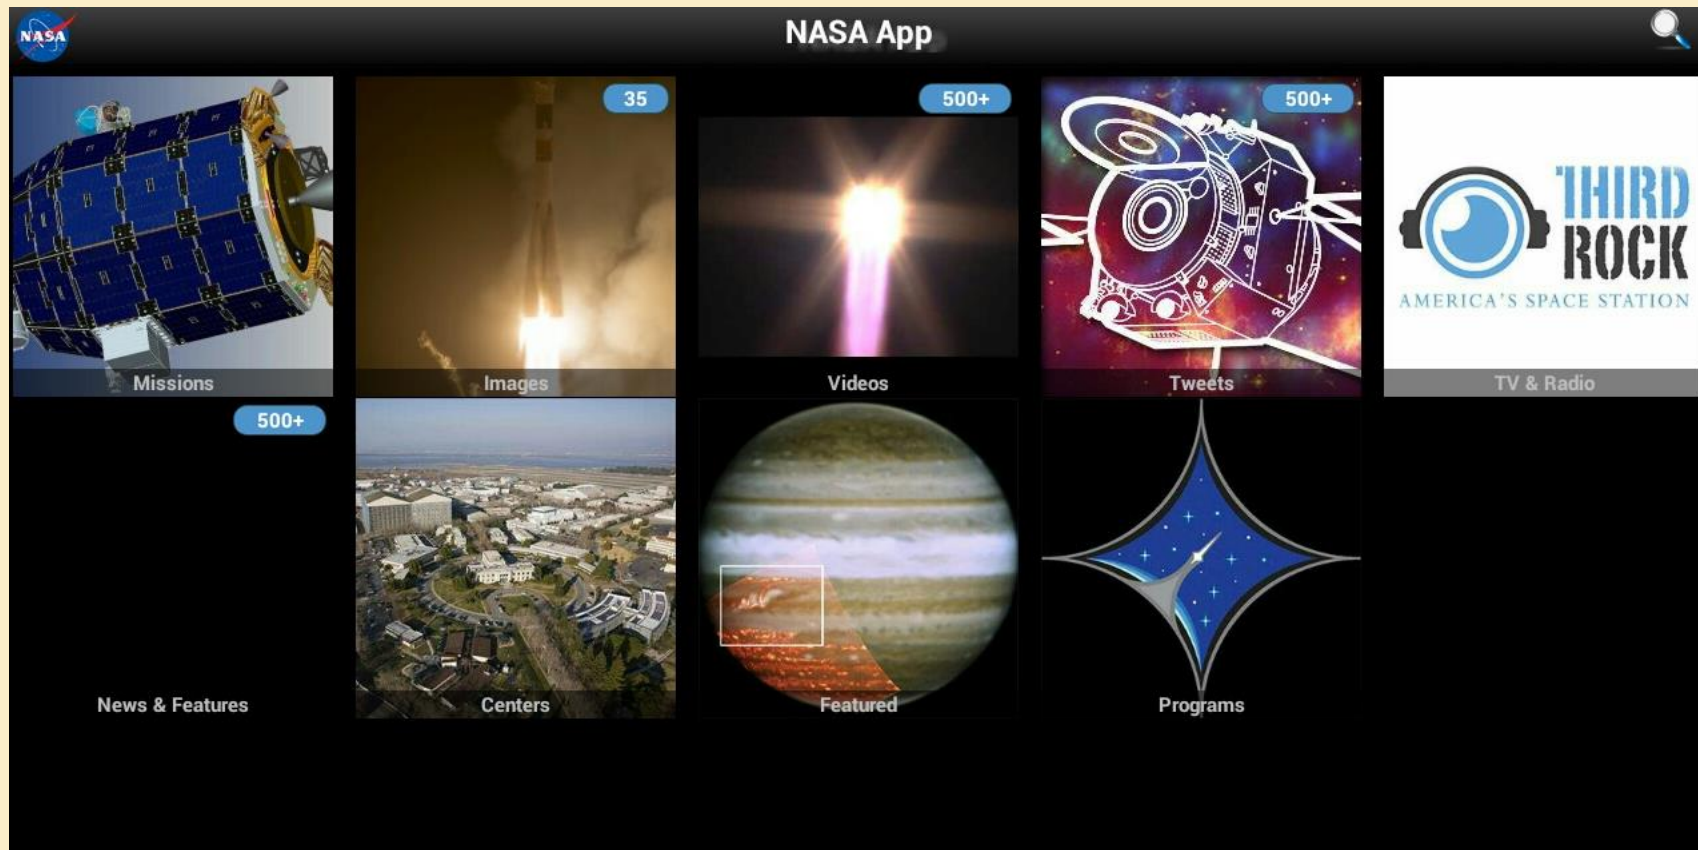 NASA
NASA App
35
500+
500+
THIRD
ROCK
AMERICA'S SPACE STATION
Missions
Images
Videos
Tweets
TV & Radio
500+
News & Features
Centers
Featured
Programs